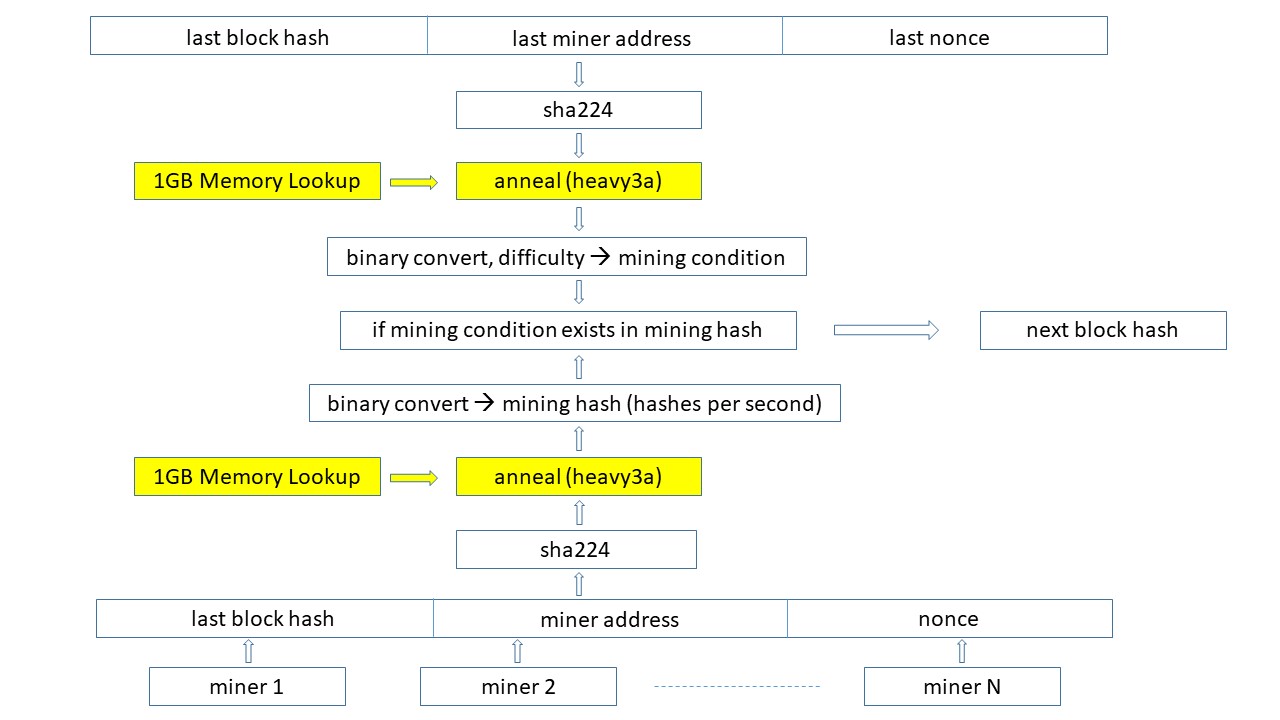 last block hash
last miner address
last nonce
sha224
1GB Memory Lookup
anneal (heavy3a)
binary convert, difficulty → mining condition
if mining condition exists in mining hash
next block hash
binary convert → mining hash (hashes per second)
1GB Memory Lookup
anneal (heavy3a)
sha224
last block hash
miner address
nonce
miner 1
miner 2
miner N